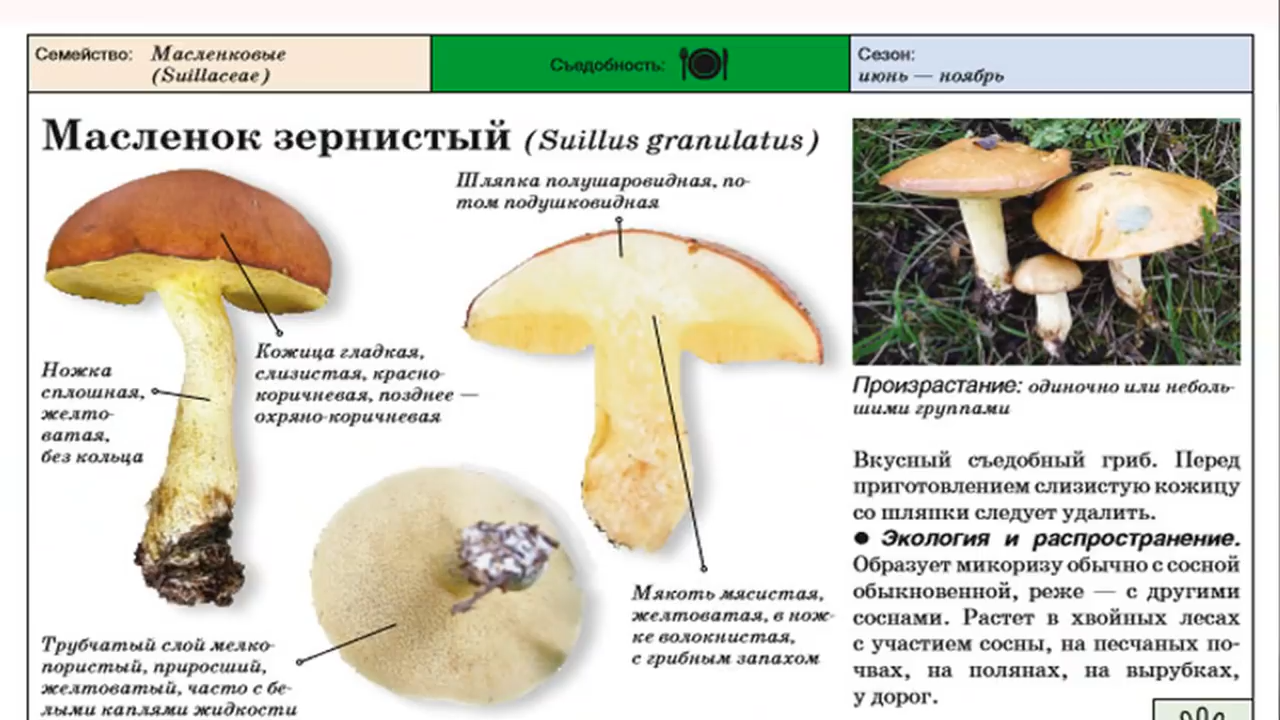 Семейство: Масленковые
(Suillaceae)
Съедобность:
Сезон:
июнь — ноябрь
Масленок зернистый (Suillus granulatus)
Шляпка полушаровидная, по-
том подушковидная
Кожица гладкая,
слизистая, красно-
коричневая, позднее —
охряно-коричневая
Ножка
сплошная,
желто-
ватая,
без кольца
Трубчатый слой мелко-
пористый, приросший,
желтоватый, часто с бе-
лыми каплями жидкости
Мякоть мясистая,
желтоватая, в нож-
ке волокнистая,
с грибным запахом
Произрастание: одиночно или неболь-
шими группами
Вкусный съедобный гриб. Перед
приготовлением слизистую кожицу
со шляпки следует удалить.
● Экология и распространение.
Образует микоризу обычно с сосной
обыкновенной, реже — с другими
соснами. Растет в хвойных лесах
с участием сосны, на песчаных по-
чвах, на полянах, на вырубках,
у дорог.